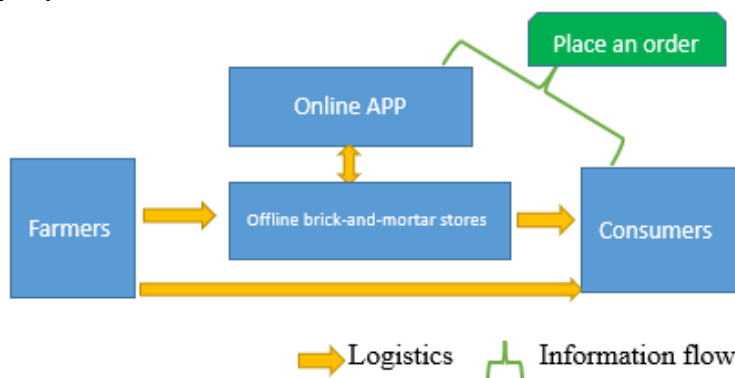 Place an order
Online APP
Farmers
Offline brick-and-mortar stores
Consumers
Logistics
Information flow